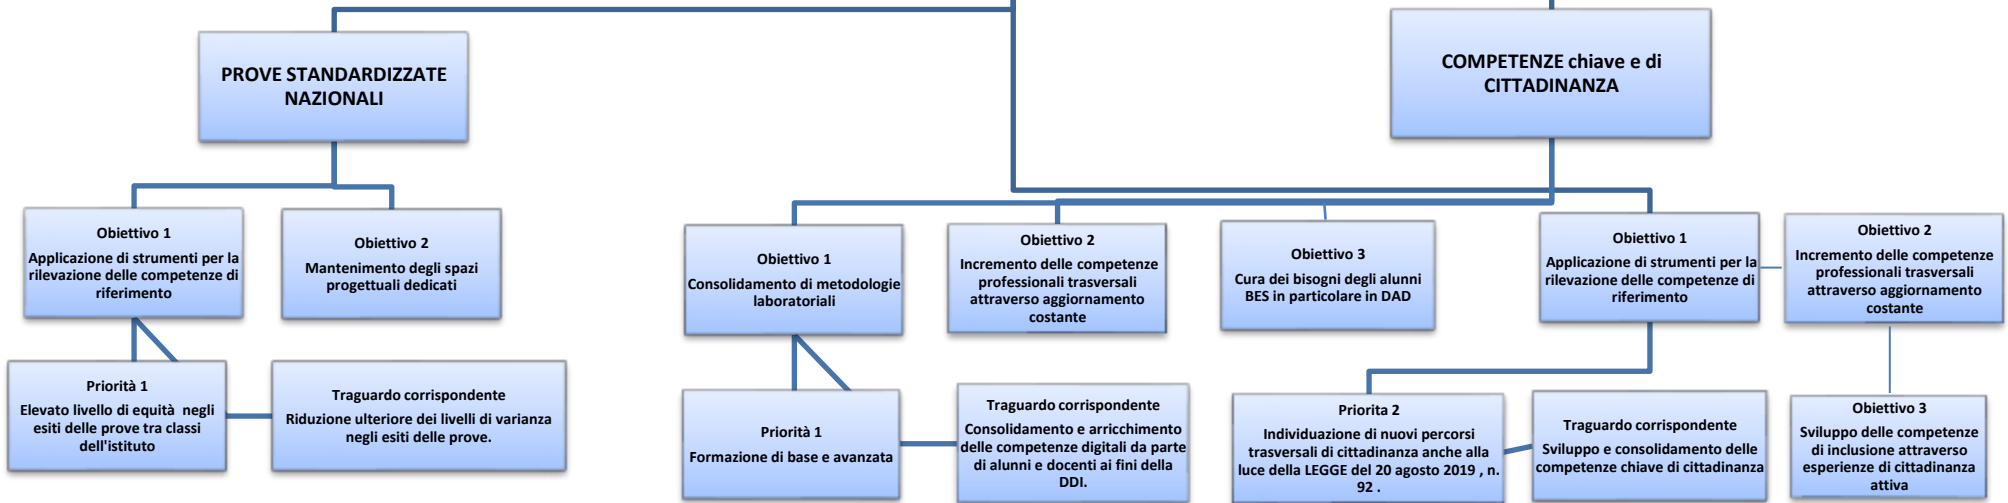 PROVE STANDARDIZZATE
NAZIONALI
COMPETENZE chiave e di
CITTADINANZA
Obiettivo 1
Applicazione di strumenti per la
rilevazione delle competenze di
riferimento
Obiettivo 2
Mantenimento degli spazi
progettuali dedicati
Obiettivo 1
Consolidamento di metodologie
laboratoriali
Obiettivo 2
Incremento delle competenze
professionali trasversali
attraverso aggiornamento
costante
Obiettivo 3
Cura dei bisogni degli alunni
BES in particolare in DAD
Obiettivo 1
Applicazione di strumenti per la
rilevazione delle competenze di
riferimento
Obiettivo 2
Incremento delle competenze
professionali trasversali
attraverso aggiornamento
costante
Priorità 1
Elevato livello di equità negli
esiti delle prove tra classi
dell'istituto
Traguardo corrispondente
Riduzione ulteriore dei livelli di varianza
negli esiti delle prove.
Priorità 1
Formazione di base e avanzata
Traguardo corrispondente
Consolidamento e arricchimento
delle competenze digitali da parte
di alunni e docenti ai fini della
DDI.
Priorita 2
Individuazione di nuovi percorsi
trasversali di cittadinanza anche alla
luce della LEGGE del 20 agosto 2019 , n.
92 .
Traguardo corrispondente
Sviluppo e consolidamento delle
competenze chiave di cittadinanza
Obiettivo 3
Sviluppo delle competenze
di inclusione attraverso
esperienze di cittadinanza
attiva